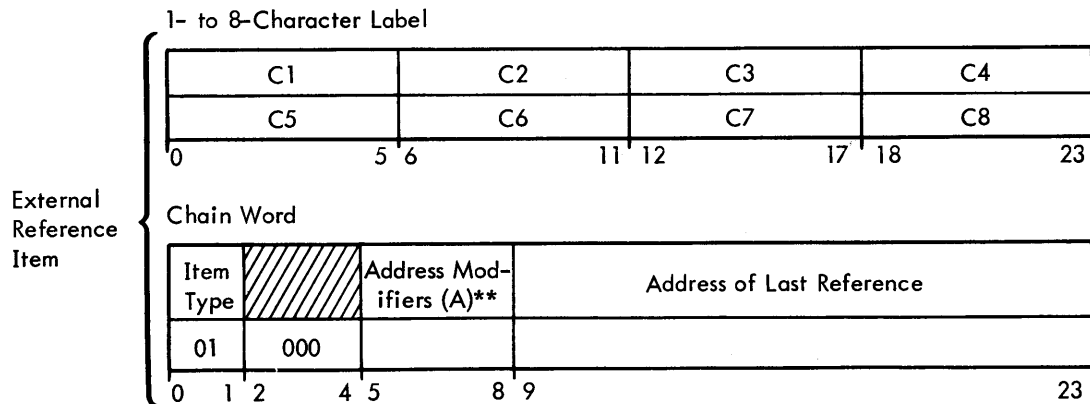 1- to 8-Character Label
C1 C2 C3 C4
C5 C6 C7 C8
0 5 6 11 12 17 18 23
External
Reference
Item
Chain Word
Item
Type
Address Mod-
ifiers (A)**
Address of Last Reference
01 000
0 1 2 4 5 8 9 23